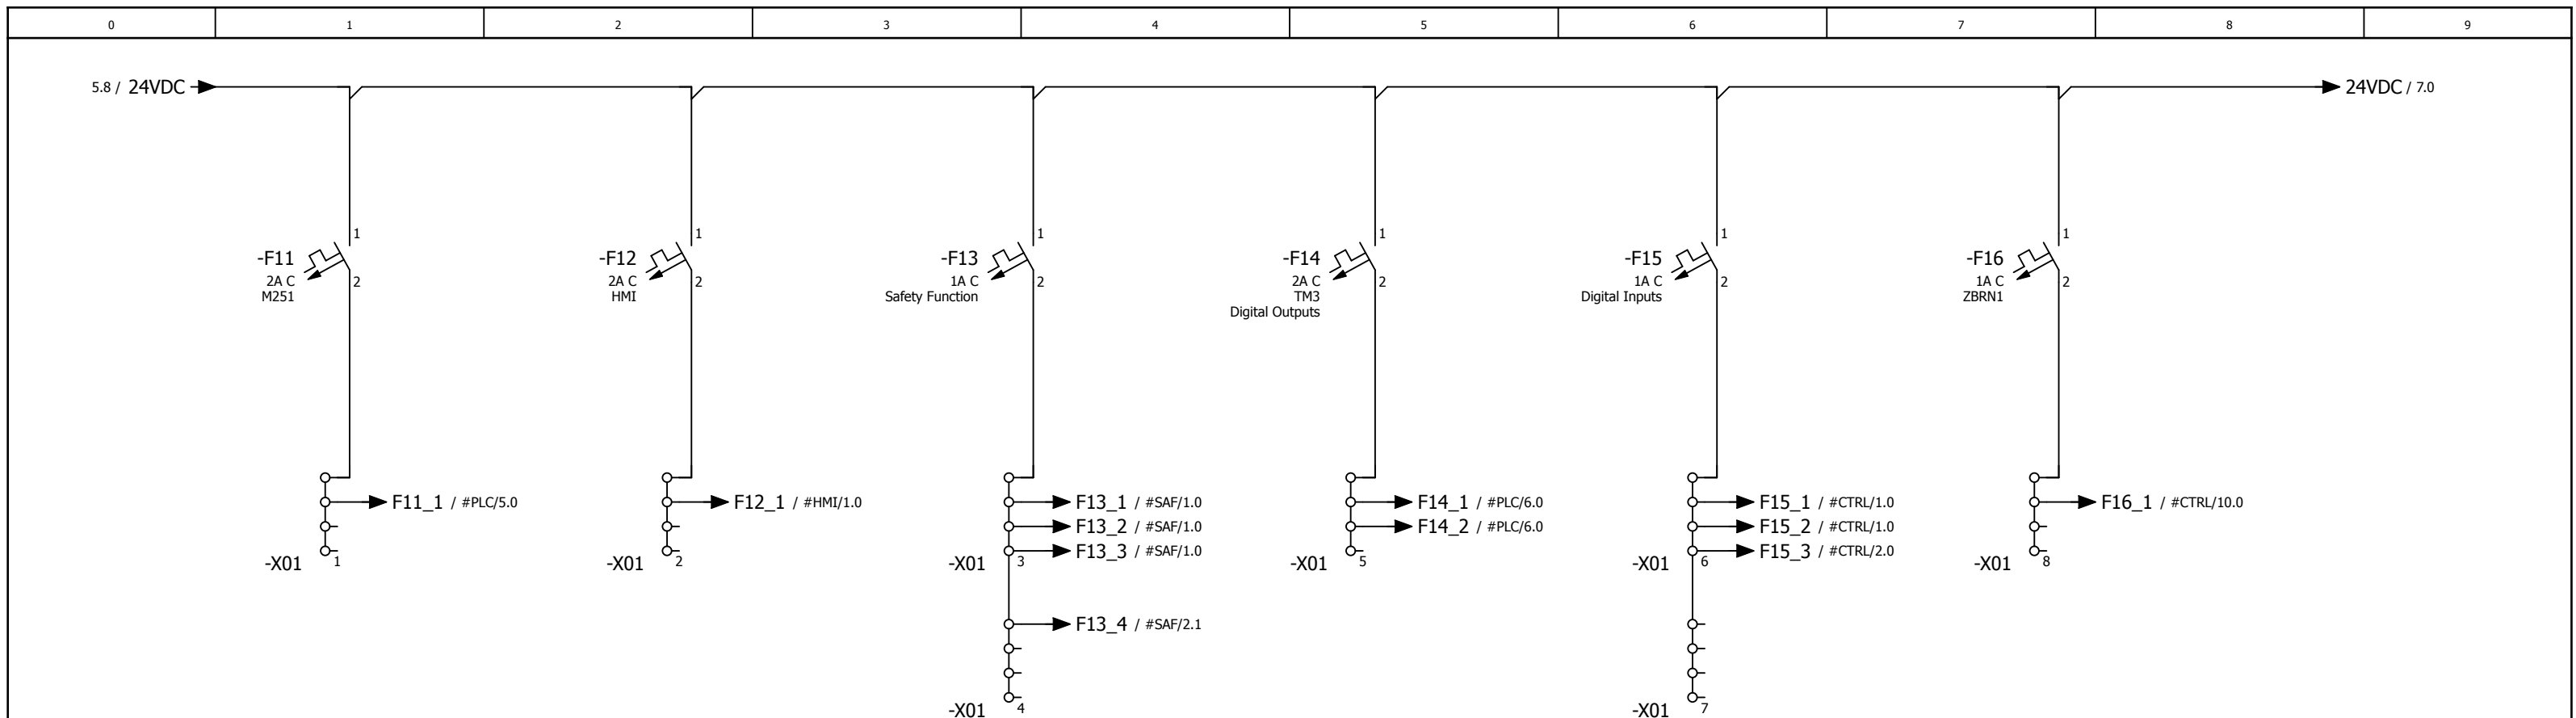 0 1 2 3 4 5 6 7 8 9
5.8 / 24VDC 24VDC / 7.0
1 1 1 1 1 1
-F11 -F12 -F13 -F14 -F15 -F16
2A C 2 2A C 2 1A C 2 2A C 2 1A C 2 1A C 2
M251 HMI Safety Function TM3 Digital Inputs ZBRN1
Digital Outputs
F11_1 / #PLC/5.0 F12_1 / #HMI/1.0 F13_1 / #SAF/1.0 F14_1 / #PLC/6.0 F15_1 / #CTRL/1.0 F16_1 / #CTRL/10.0
F13_2 / #SAF/1.0 F14_2 / #PLC/6.0 F15_2 / #CTRL/1.0
F13_3 / #SAF/1.0 F15_3 / #CTRL/2.0
-X01 1 -X01 2 -X01 3 -X01 5 -X01 6 -X01 8
F13_4 / #SAF/2.1
-X01 4 -X01 7